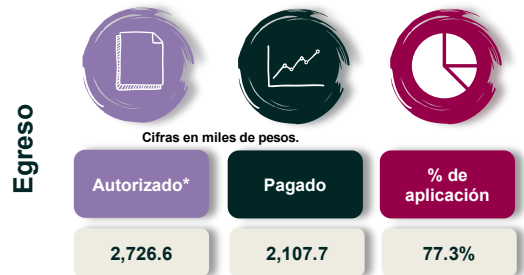 Egreso
Cifras en miles de pesos.
Autorizado*
Pagado
% de
aplicación
2,726.6
2,107.7
77.3%